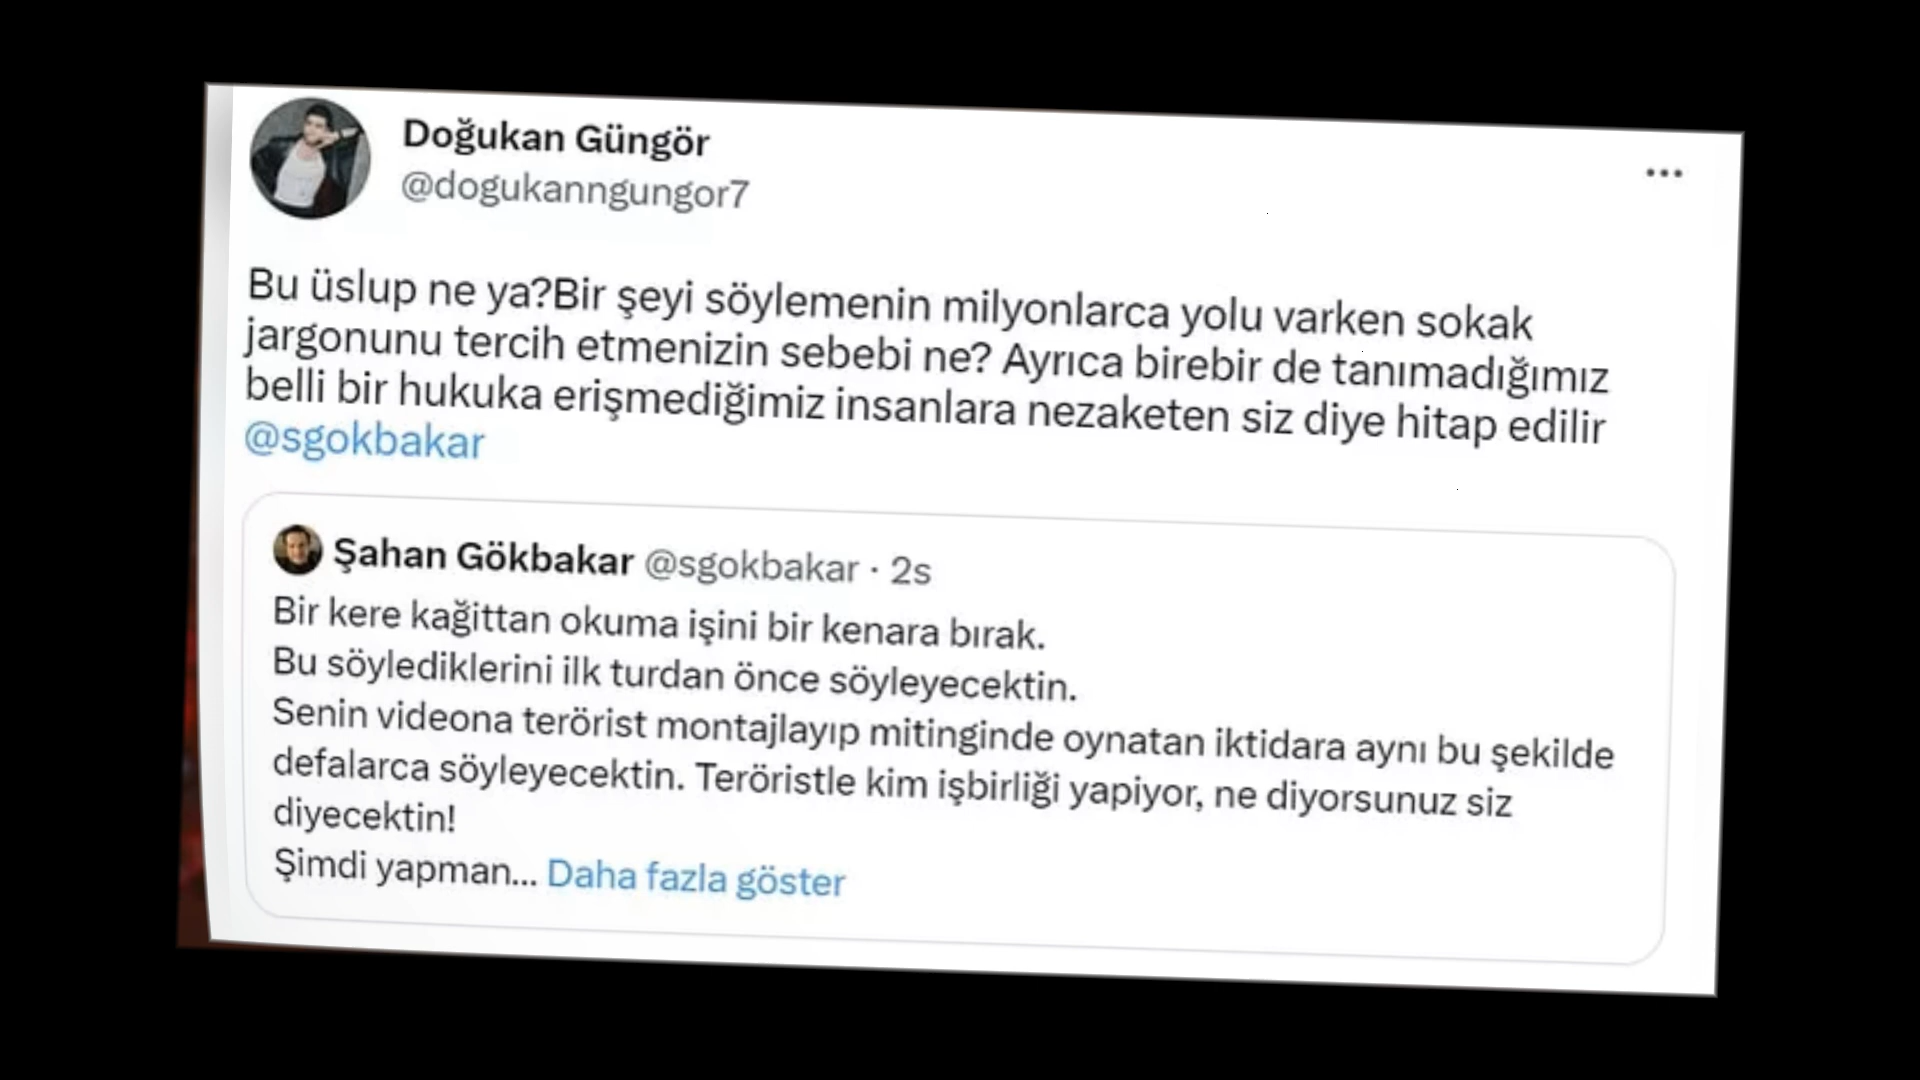 Doğukan Güngör
@dogukanngungor7
Bu üslup ne ya?Bir şeyi söylemenin milyonlarca yolu varken sokak
jargonunu tercih etmenizin sebebi ne? Ayrıca birebir de tanımadığımız
belli bir hukuka erişmediğimiz insanlara nezaketen siz diye hitap edilir
@sgokbakar
Şahan Gökbakar @sgokbakar · 2s
Bir kere kağittan okuma işini bir kenara bırak.
Bu söylediklerini ilk turdan önce söyleyecektin.
Senin videona terörist montajlayıp mitinginde oynatan iktidara aynı bu şekilde
defalarca söyleyecektin. Teröristle kim işbirliği yapiyor, ne diyorsunuz siz
diyecektin!
Şimdi yapman... Daha fazla göster